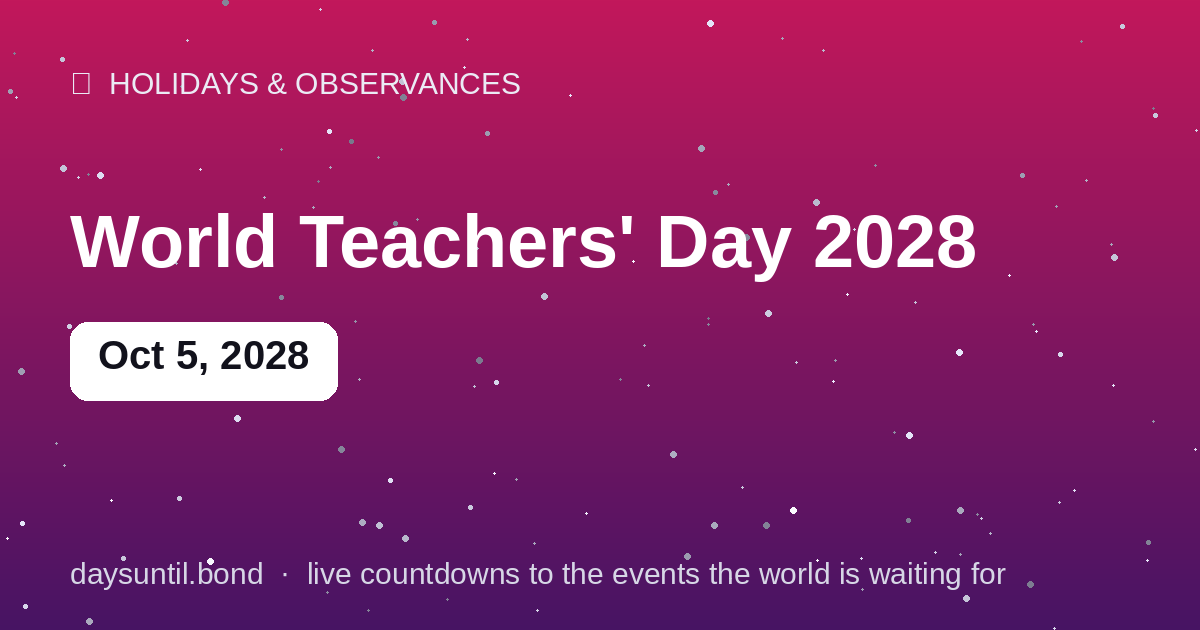 HOLIDAYS & OBSERVANCES
World Teachers' Day 2028
Oct 5, 2028
daysuntil.bond · live countdowns to the events the world is waiting for